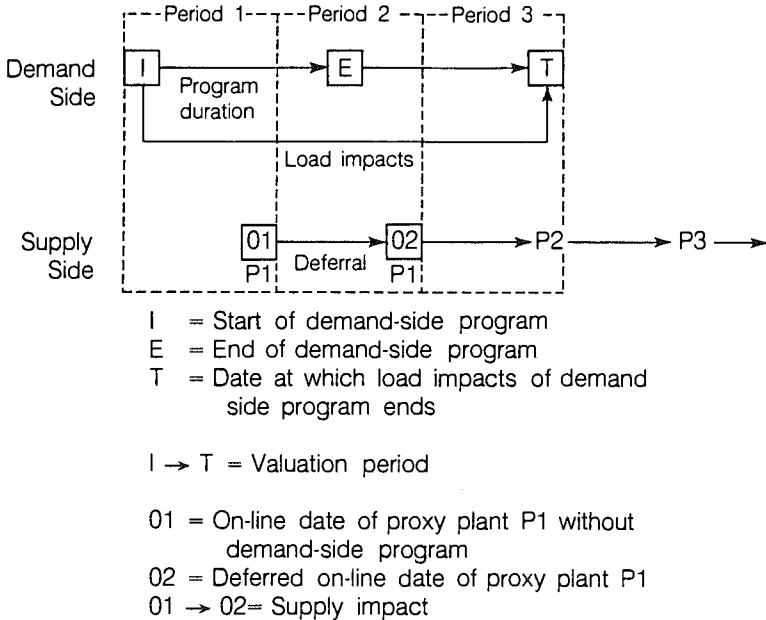 Period 1 Period 2 Period 3
Demand Side
I E T
Program duration
Load impacts
Supply Side
01 02 P2 P3
P1 Deferral P1
I = Start of demand-side program
E = End of demand-side program
T = Date at which load impacts of demand
side program ends
I → T = Valuation period
01 = On-line date of proxy plant P1 without
demand-side program
02 = Deferred on-line date of proxy plant P1
01 → 02= Supply impact